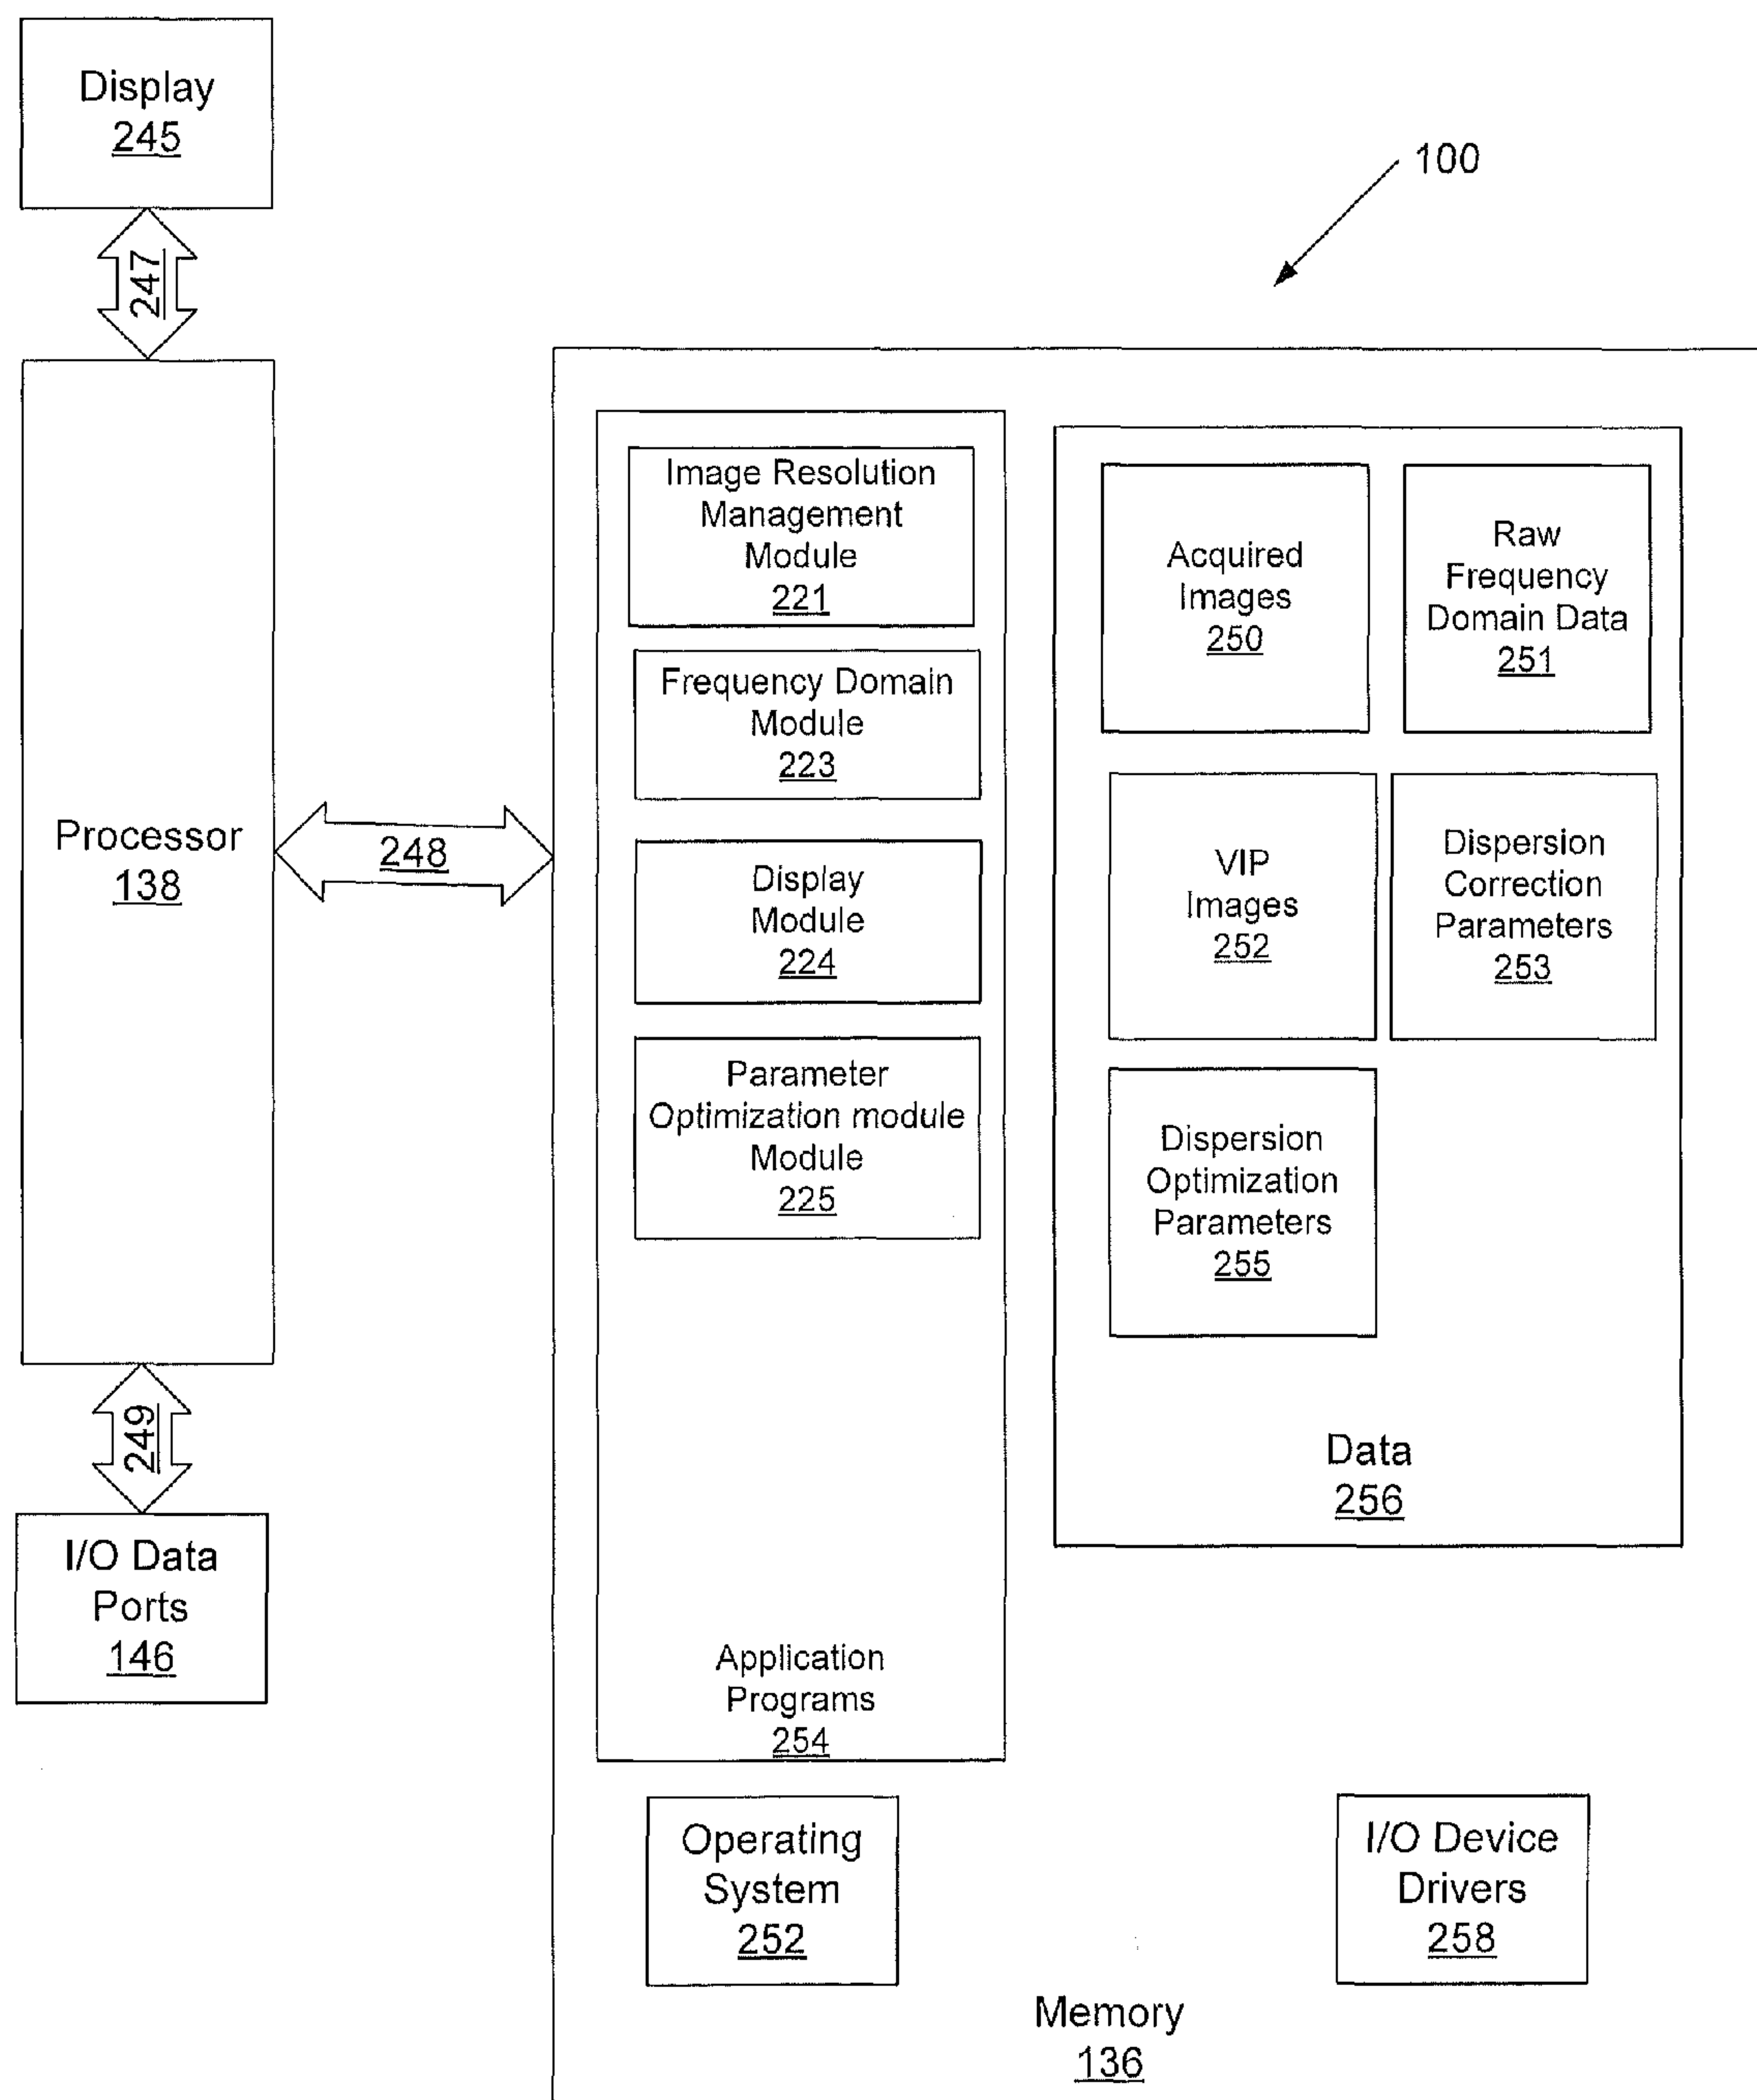 Display
245
100
247
Processor
138
248
249
I/O Data
Ports
146
Image Resolution
Management
Module
221
Frequency Domain
Module
223
Display
Module
224
Parameter
Optimization module
Module
225
Application
Programs
254
Acquired
Images
250
Raw
Frequency
Domain Data
251
VIP
Images
252
Dispersion
Correction
Parameters
253
Dispersion
Optimization
Parameters
255
Data
256
Operating
System
252
I/O Device
Drivers
258
Memory
136